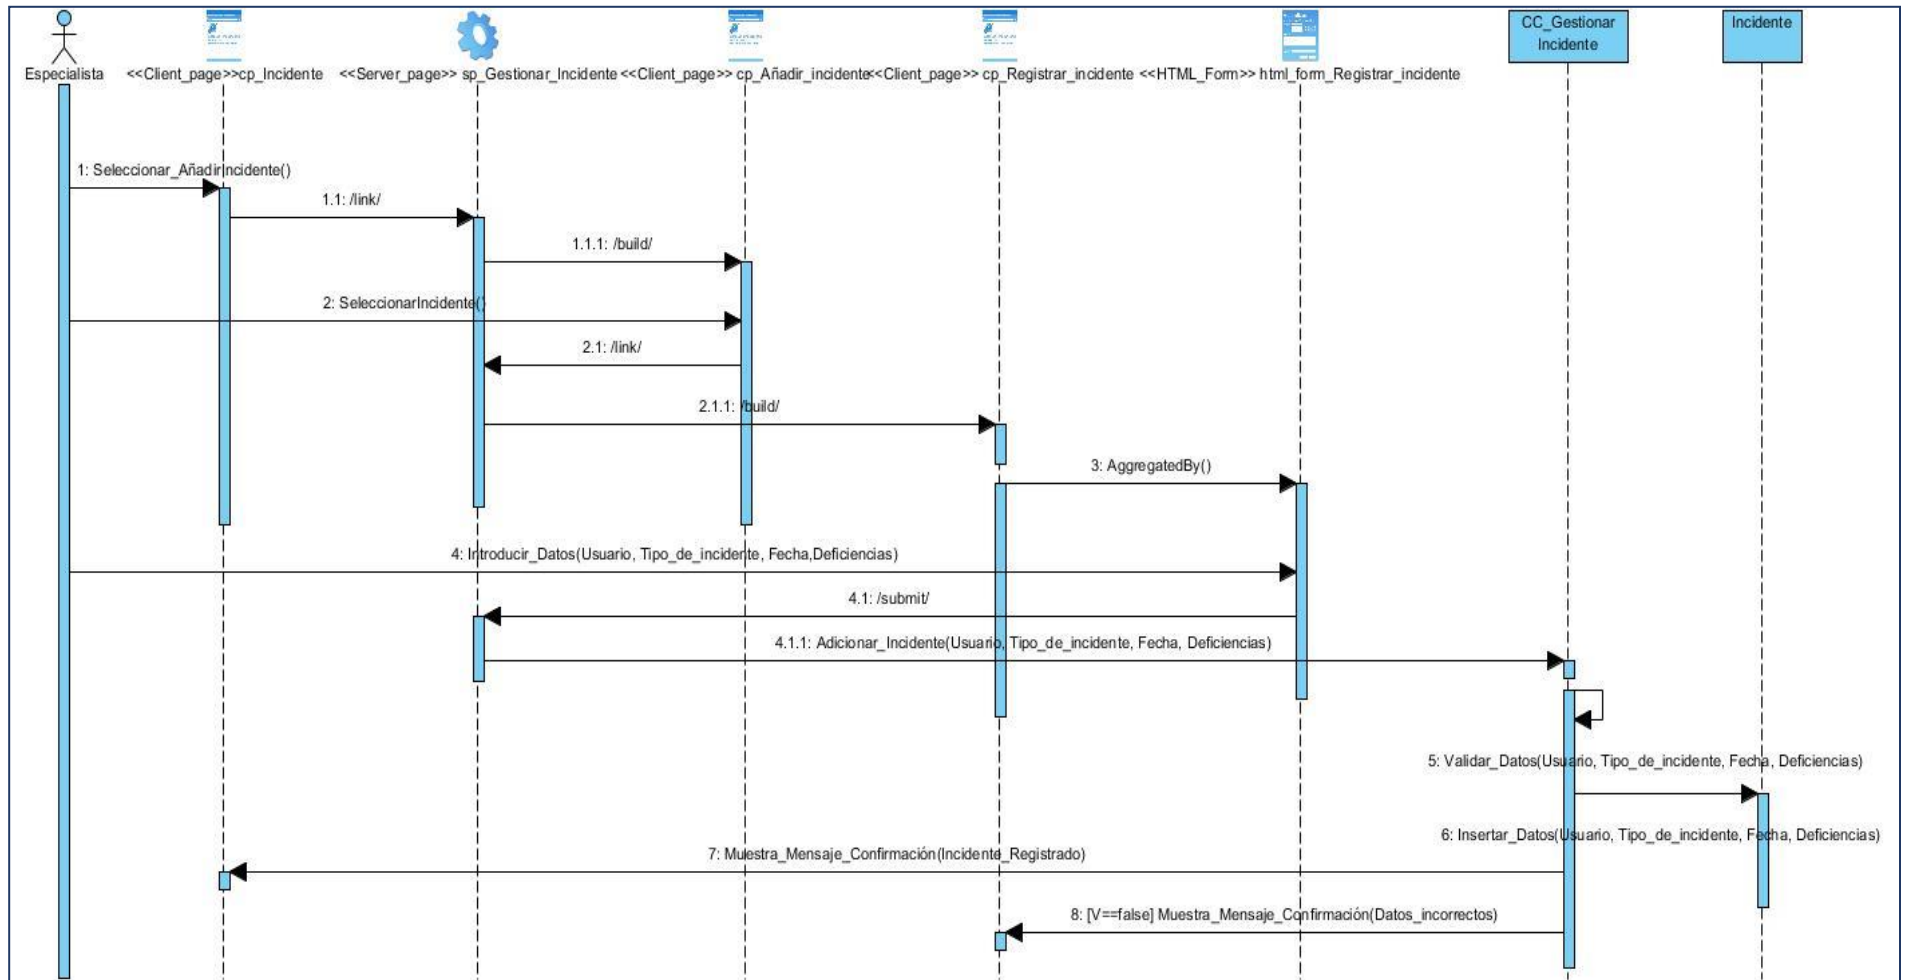 CC_Gestionar
Incidente
Incidente
Especialista
<<Client_page>>cp_Incidente
<<Server_page>> sp_Gestionar_Incidente
<<Client_page>> cp_Añadir_incidente
<<Client_page>> cp_Registrar_incidente
<<HTML_Form>> html_form_Registrar_incidente
1: Seleccionar_AñadirIncidente()
1.1: /link/
1.1.1: /build/
2: SeleccionarIncidente()
2.1: /link/
2.1.1: /build/
3: AggregatedBy()
4: Introducir_Datos(Usuario, Tipo_de_incidente, Fecha,Deficiencias)
4.1: /submit/
4.1.1: Adicionar_Incidente(Usuario, Tipo_de_incidente, Fecha, Deficiencias)
5: Validar_Datos(Usuario, Tipo_de_incidente, Fecha, Deficiencias)
6: Insertar_Datos(Usuario, Tipo_de_incidente, Fecha, Deficiencias)
7: Muestra_Mensaje_Confirmación(Incidente_Registrado)
8: [V==false] Muestra_Mensaje_Confirmación(Datos_incorrectos)